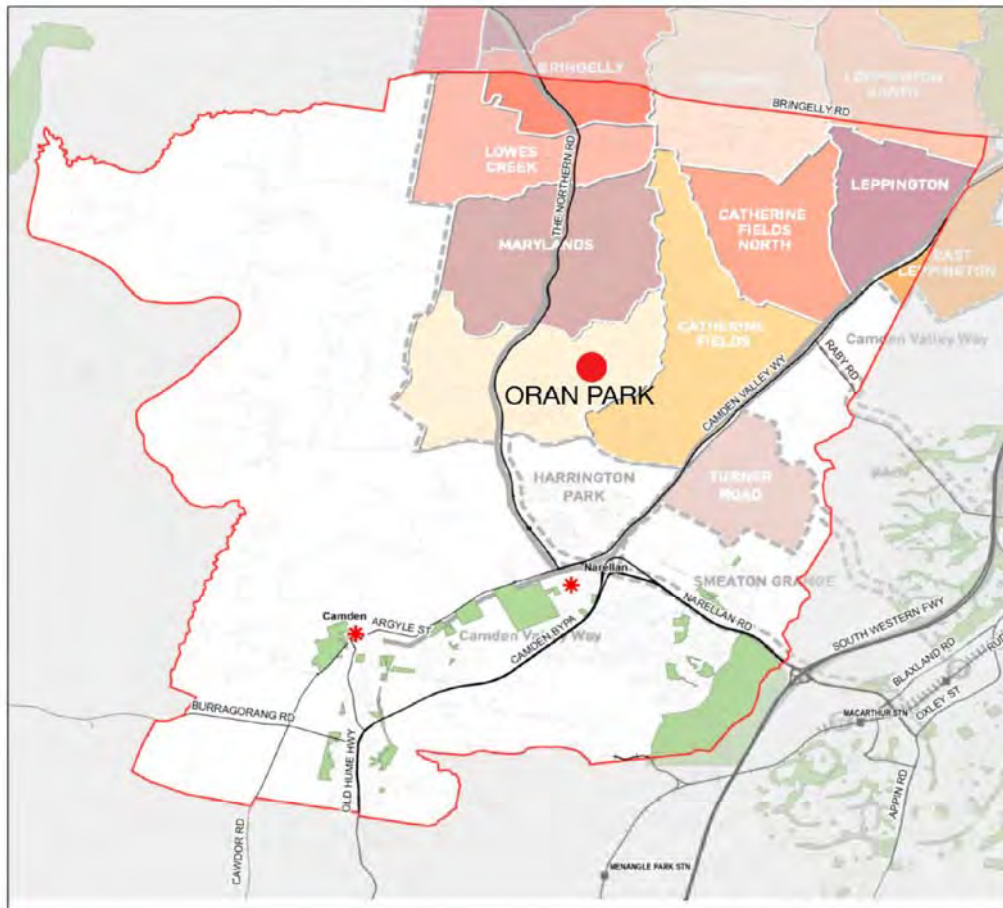 BRINGELLY
LEPPINGTON
NORTH
BRINGELLY RD
LOWES
CREEK
THE NORTHERN RD
LEPPINGTON
CATHERINE
FIELDS
NORTH
MARYLANDS
EAST
LEPPINGTON
CATHERINE
FIELDS
Camden Valley Way
RABY RD
CAMDEN VALLEY WY
ORAN PARK
HARRINGTON
PARK
TURNER
ROAD
Narellan
SMEATON GRANGE
NARELLAN RD
Camden
ARGYLE ST
Camden Valley Way
CAMDEN BYPA
SOUTH WESTERN FWY
BLAXLAND RD
OXLEY ST
MACARTHUR STN
BURRAGORANG RD
OLD HUME HWY
CAWDOR RD
APPIN RD
MENANGLE PARK STN